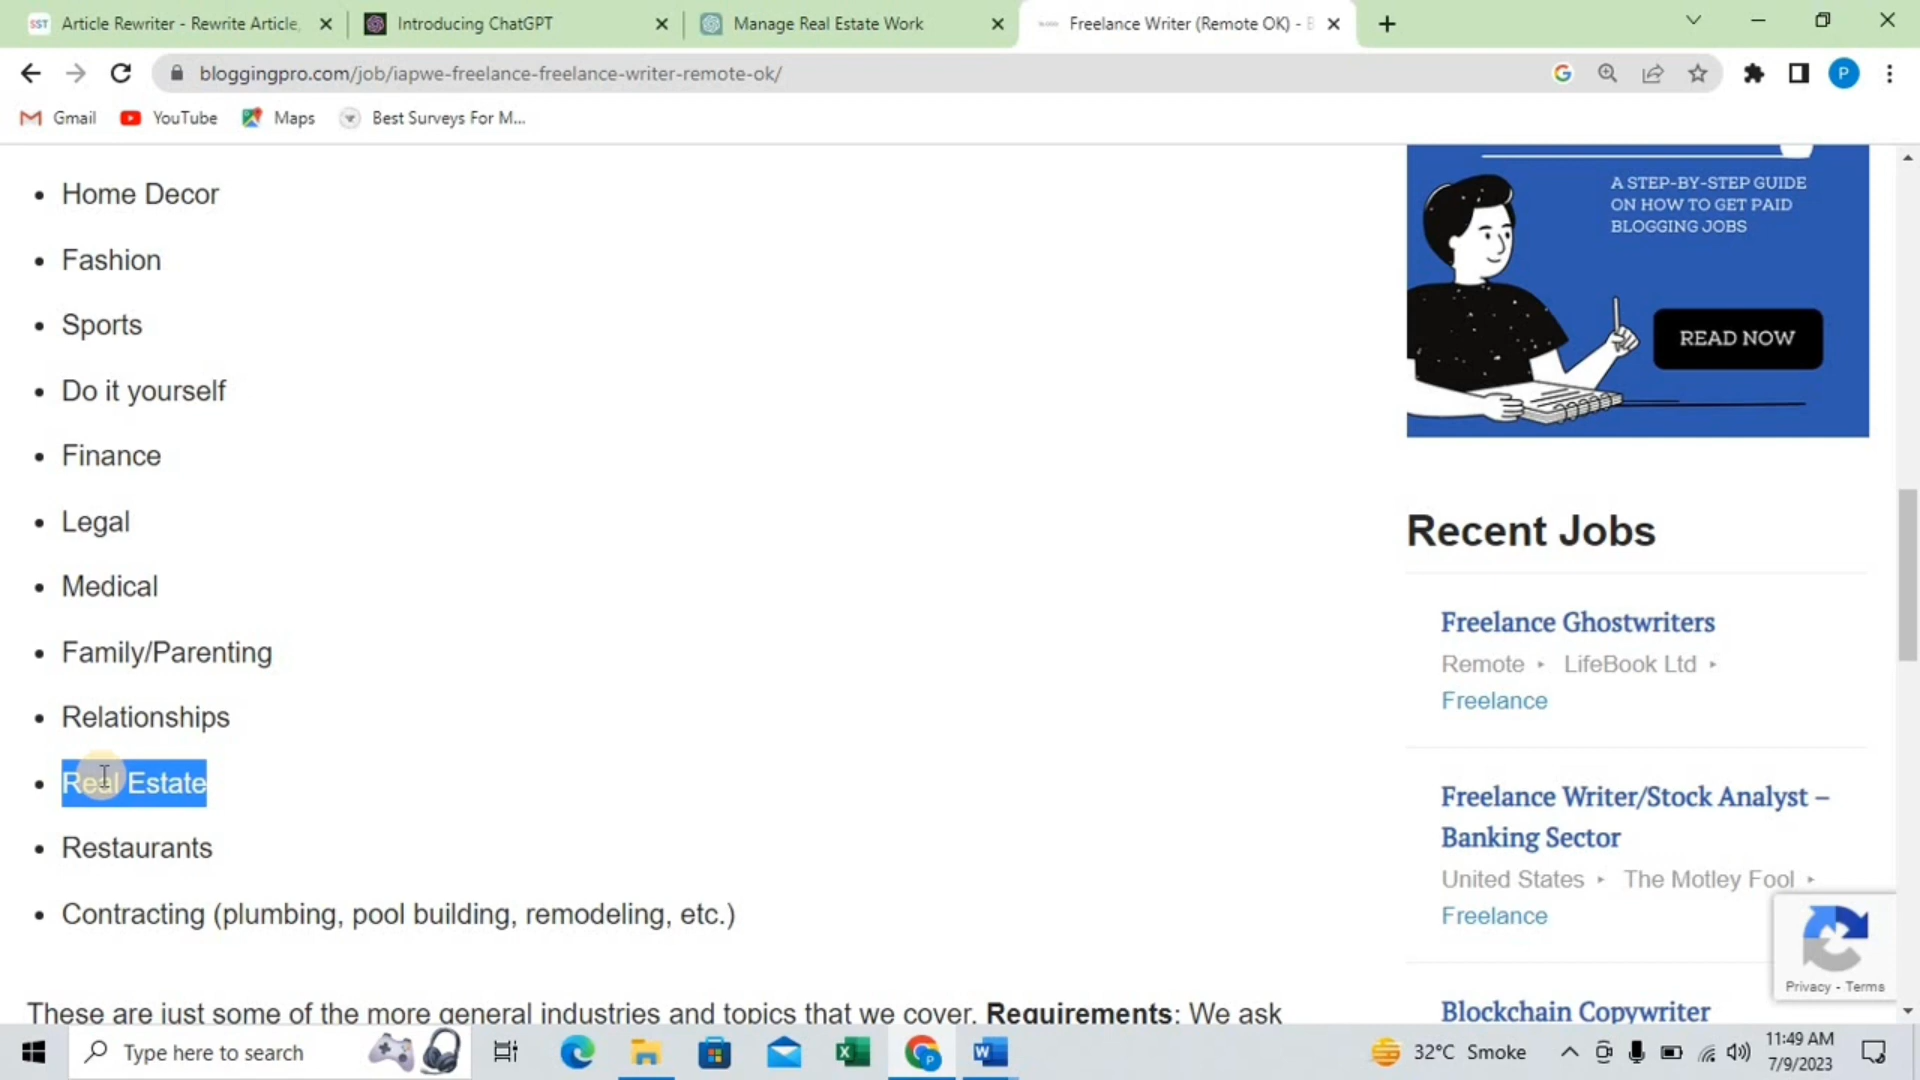 SST Article Rewriter - Rewrite Article,
Introducing ChatGPT
Manage Real Estate Work
Freelance Writer (Remote OK) - B
bloggingpro.com/job/iapwe-freelance-freelance-writer-remote-ok/
P
Gmail YouTube Maps Best Surveys For M...
• Home Decor
• Fashion
• Sports
• Do it yourself
• Finance
• Legal
• Medical
• Family/Parenting
• Relationships
• Real Estate
• Restaurants
• Contracting (plumbing, pool building, remodeling, etc.)
These are just some of the more general industries and topics that we cover. Requirements: We ask
A STEP-BY-STEP GUIDE
ON HOW TO GET PAID
BLOGGING JOBS
READ NOW
Recent Jobs
Freelance Ghostwriters
Remote ‣ LifeBook Ltd ‣
Freelance
Freelance Writer/Stock Analyst –
Banking Sector
United States ‣ The Motley Fool ‣
Freelance
Blockchain Copywriter
Privacy - Terms
Type here to search
32°C Smoke
11:49 AM
7/9/2023